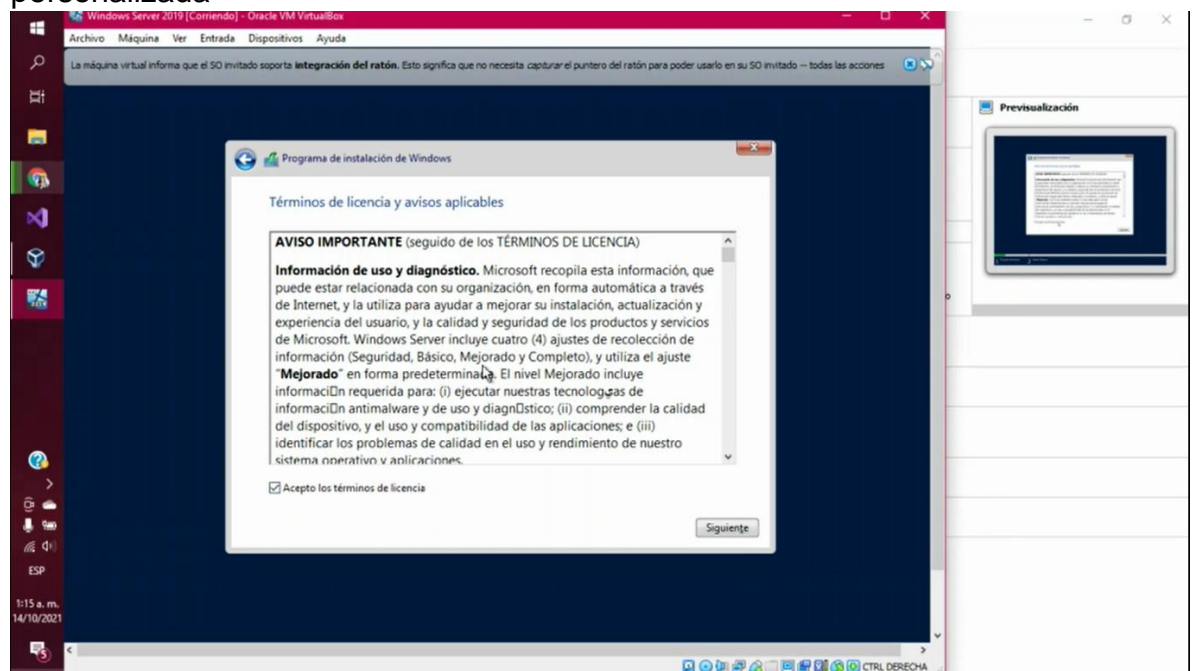 personalizada
Windows Server 2019 [Corriendo] - Oracle VM VirtualBox
Archivo Máquina Ver Entrada Dispositivos Ayuda
La máquina virtual informa que el SO invitado soporta integración del ratón. Esto significa que no necesita capturar el puntero del ratón para poder usarlo en su SO invitado — todas las acciones
Previsualización
Programa de instalación de Windows
Términos de licencia y avisos aplicables
AVISO IMPORTANTE (seguido de los TÉRMINOS DE LICENCIA)
Información de uso y diagnóstico. Microsoft recopila esta información, que
puede estar relacionada con su organización, en forma automática a través
de Internet, y la utiliza para ayudar a mejorar su instalación, actualización y
experiencia del usuario, y la calidad y seguridad de los productos y servicios
de Microsoft. Windows Server incluye cuatro (4) ajustes de recolección de
información (Seguridad, Básico, Mejorado y Completo), y utiliza el ajuste
"Mejorado" en forma predeterminada. El nivel Mejorado incluye
informaci□n requerida para: (i) ejecutar nuestras tecnologيas de
informaci□n antimalware y de uso y diagn□stico; (ii) comprender la calidad
del dispositivo, y el uso y compatibilidad de las aplicaciones; e (iii)
identificar los problemas de calidad en el uso y rendimiento de nuestro
sistema operativo y aplicaciones.
Acepto los términos de licencia
Siguiente
ESP
1:15 a. m.
14/10/2021
5
CTRL DERECHA